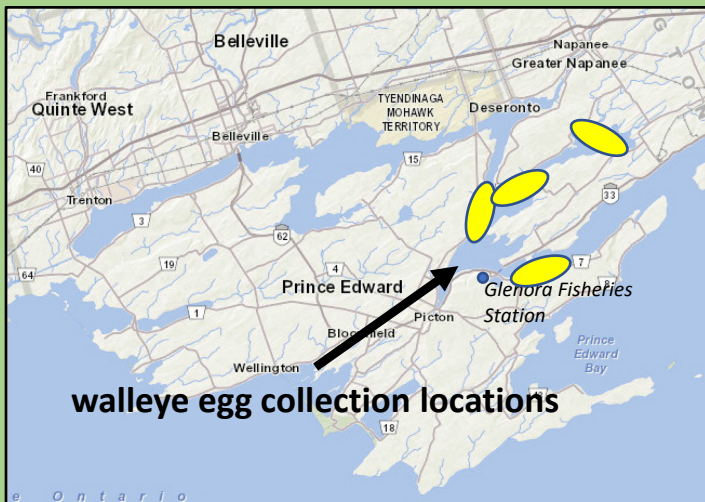 Belleville
Napanee
Greater Napanee
Frankford
Quinte West
TYENDINAGA
MOHAWK
TERRITORY
Deseronto
Belleville
40
15
Trenton
33
3
62
19
4
7
64
Prince Edward
8
Glenora Fisheries
Station
1
Picton
Bloomfield
Prince
Edward
Bay
Wellington
walleye egg collection locations
13
18
e Ontario